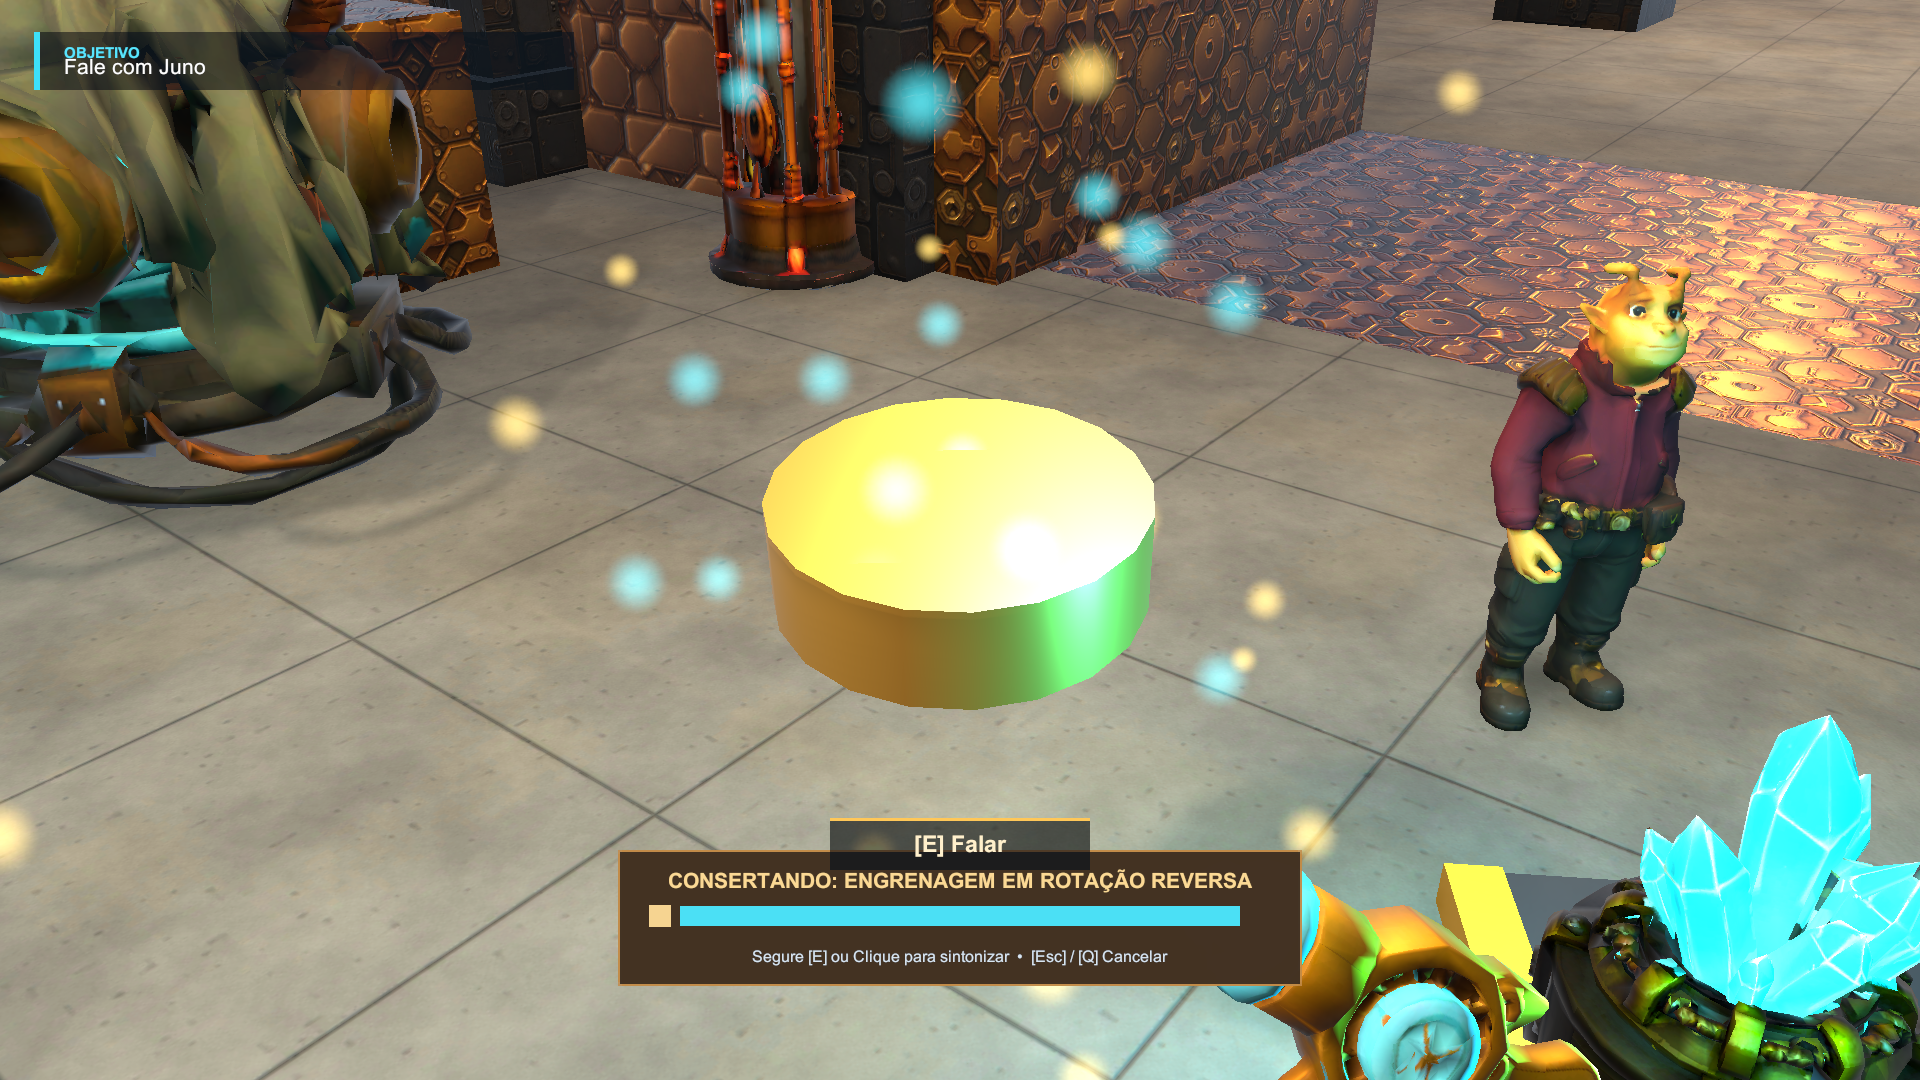 OBJETIVO
Fale com Juno
[E] Falar
CONSERTANDO: ENGRENAGEM EM ROTAÇÃO REVERSA
Segure [E] ou Clique para sintonizar • [Esc] / [Q] Cancelar